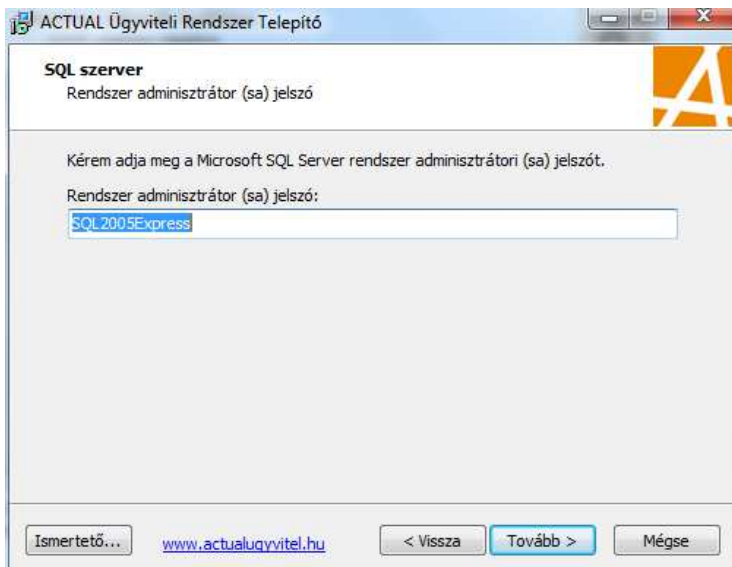 ACTUAL Ügyviteli Rendszer Telepítő
SQL szerver
Rendszer adminisztrátor (sa) jelszó
Kérem adja meg a Microsoft SQL Server rendszer adminisztrátori (sa) jelszót.
Rendszer adminisztrátor (sa) jelszó:
SQL2005Express
Ismertető... www.actualugyvitel.hu < Vissza Tovább > Mégse